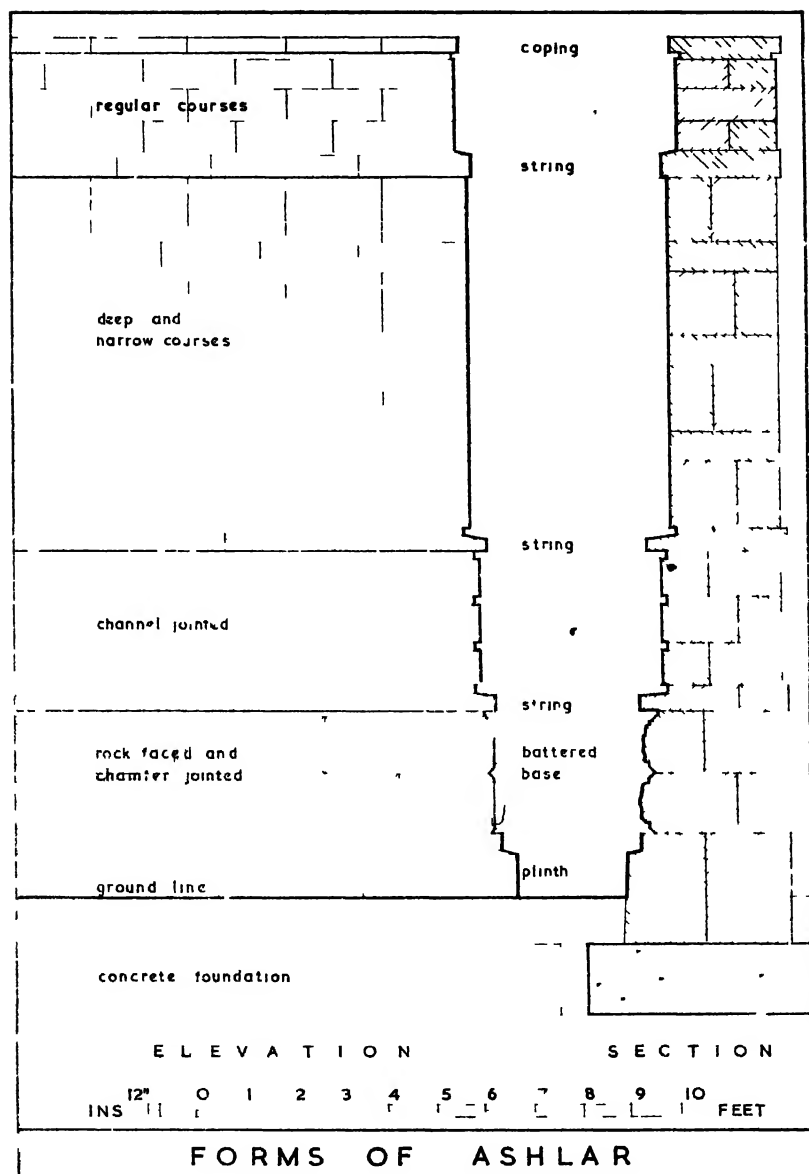 coping
regular courses
string
deep and
narrow courses
string
channel jointed
string
rock faced and
chamfer jointed
battered
base
plinth
ground line
concrete foundation
ELEVATION SECTION
INS 12" 0 1 2 3 4 5 6 7 8 9 10 FEET
FORMS OF ASHLAR